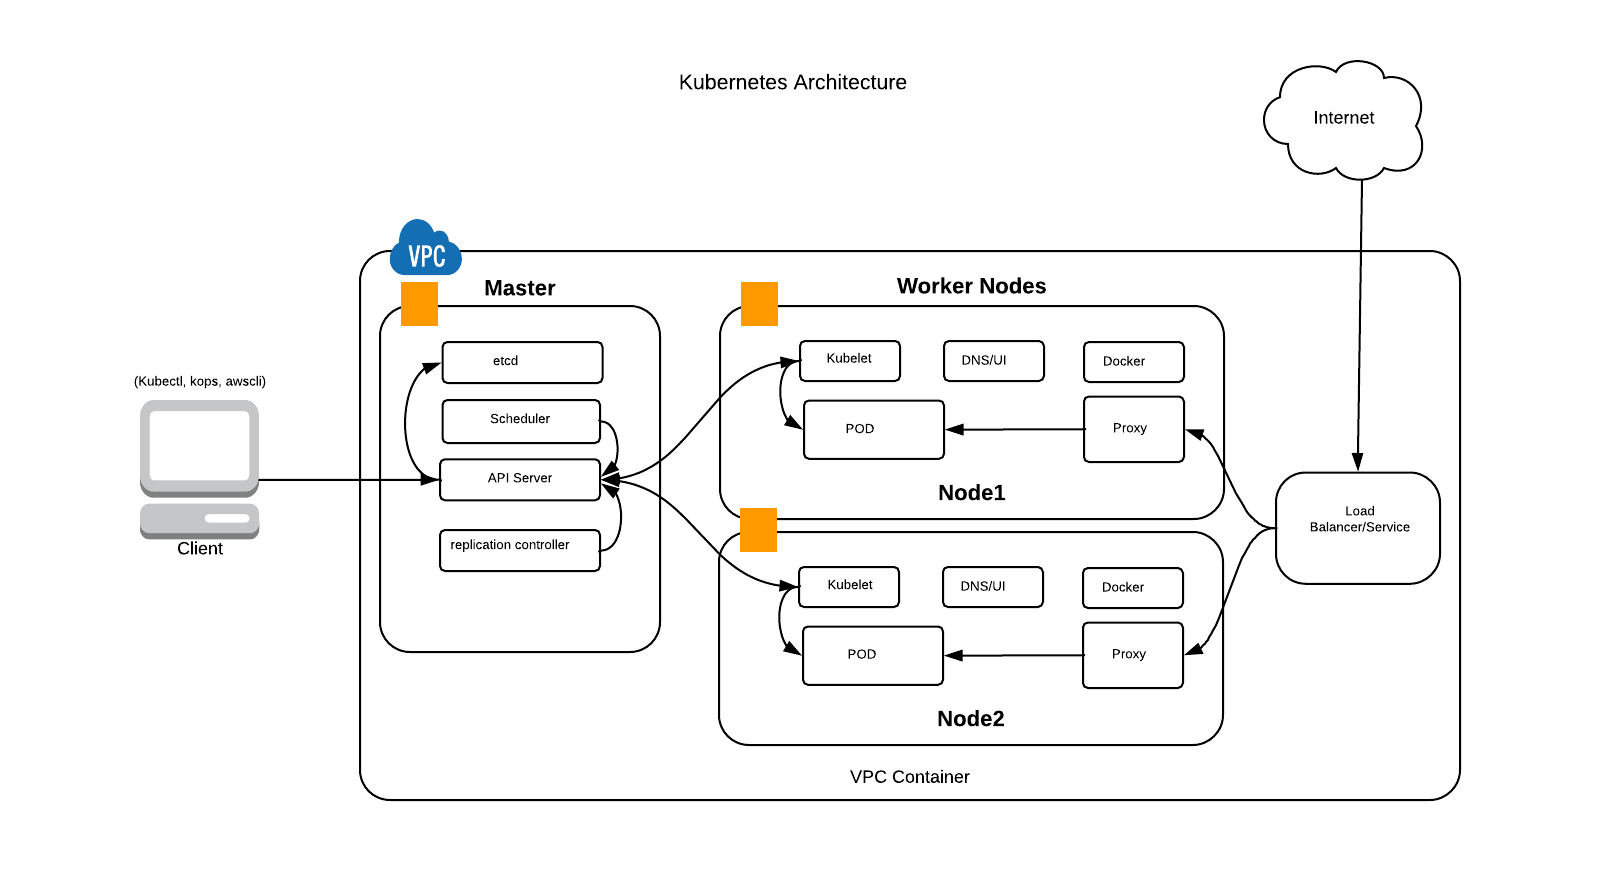 Kubernetes Architecture
Internet
VPC
Master
Worker Nodes
etcd
Scheduler
API Server
replication controller
(Kubectl, kops, awscli)
Client
Kubelet
DNS/UI
Docker
POD
Proxy
Node1
Kubelet
DNS/UI
Docker
POD
Proxy
Node2
Load
Balancer/Service
VPC Container